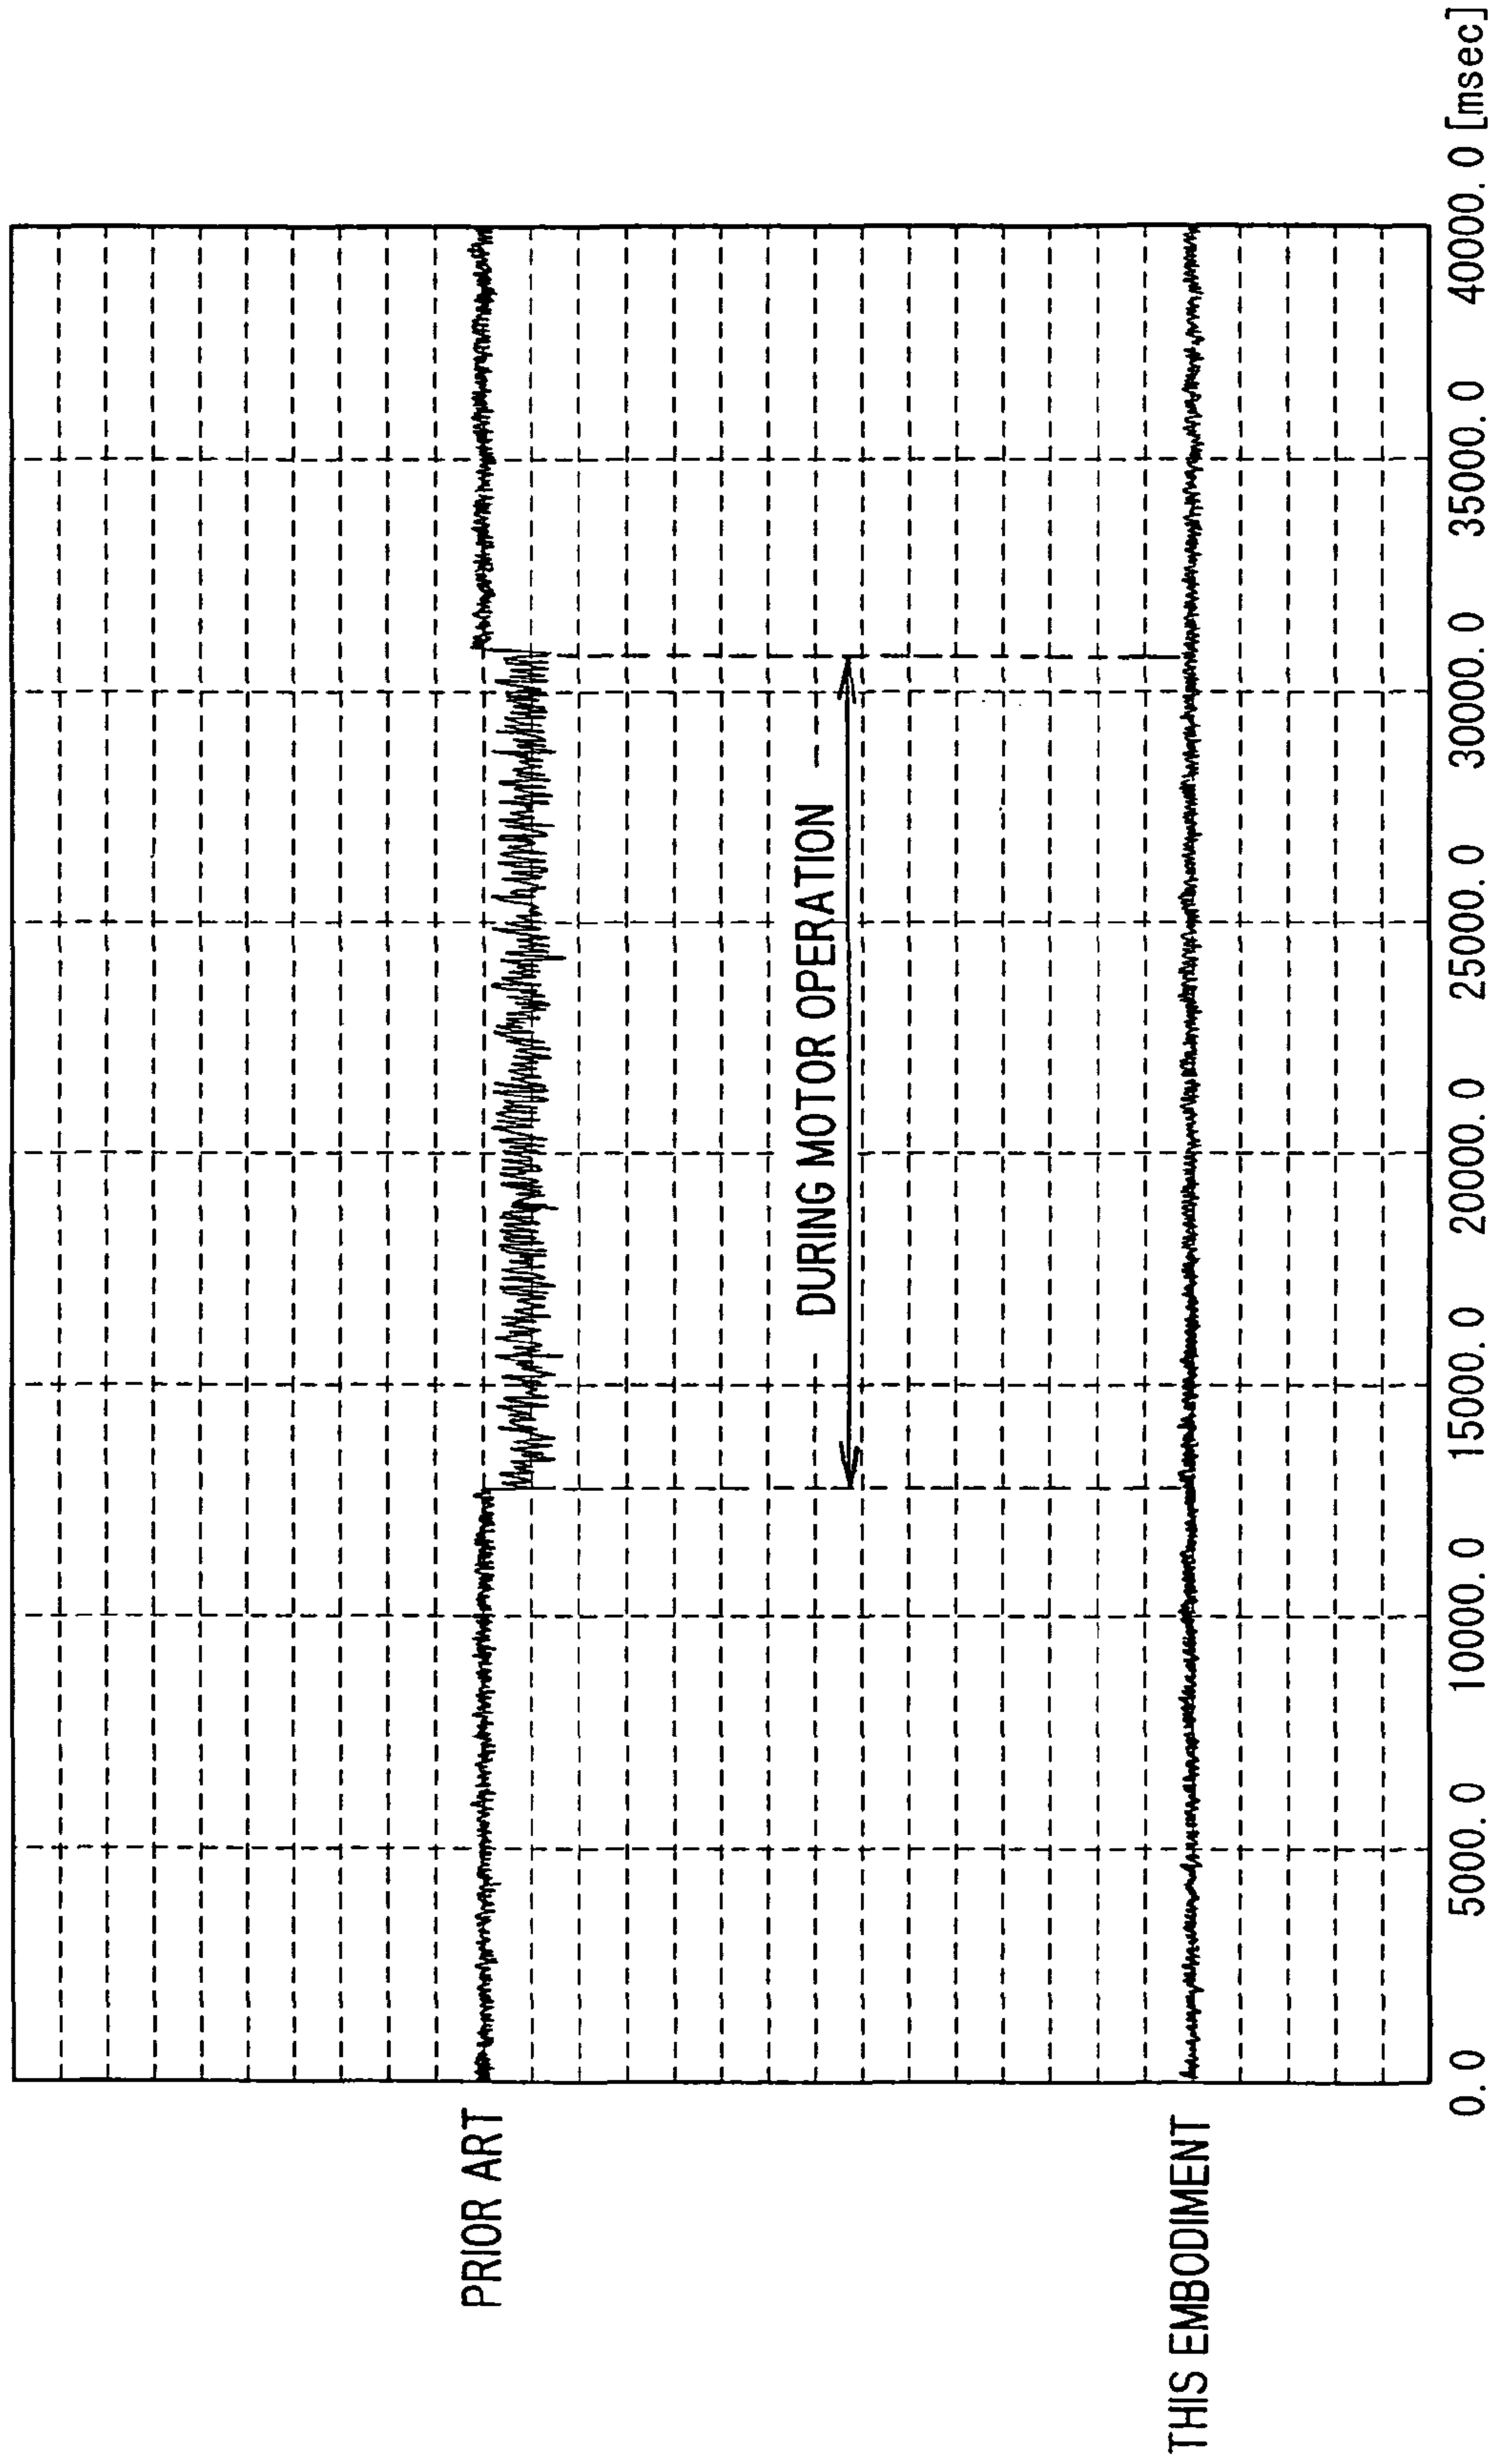 PRIOR ART
DURING MOTOR OPERATION
THIS EMBODIMENT
0.0 5000.0 10000.0 15000.0 20000.0 25000.0 30000.0 35000.0 40000.0 [msec]